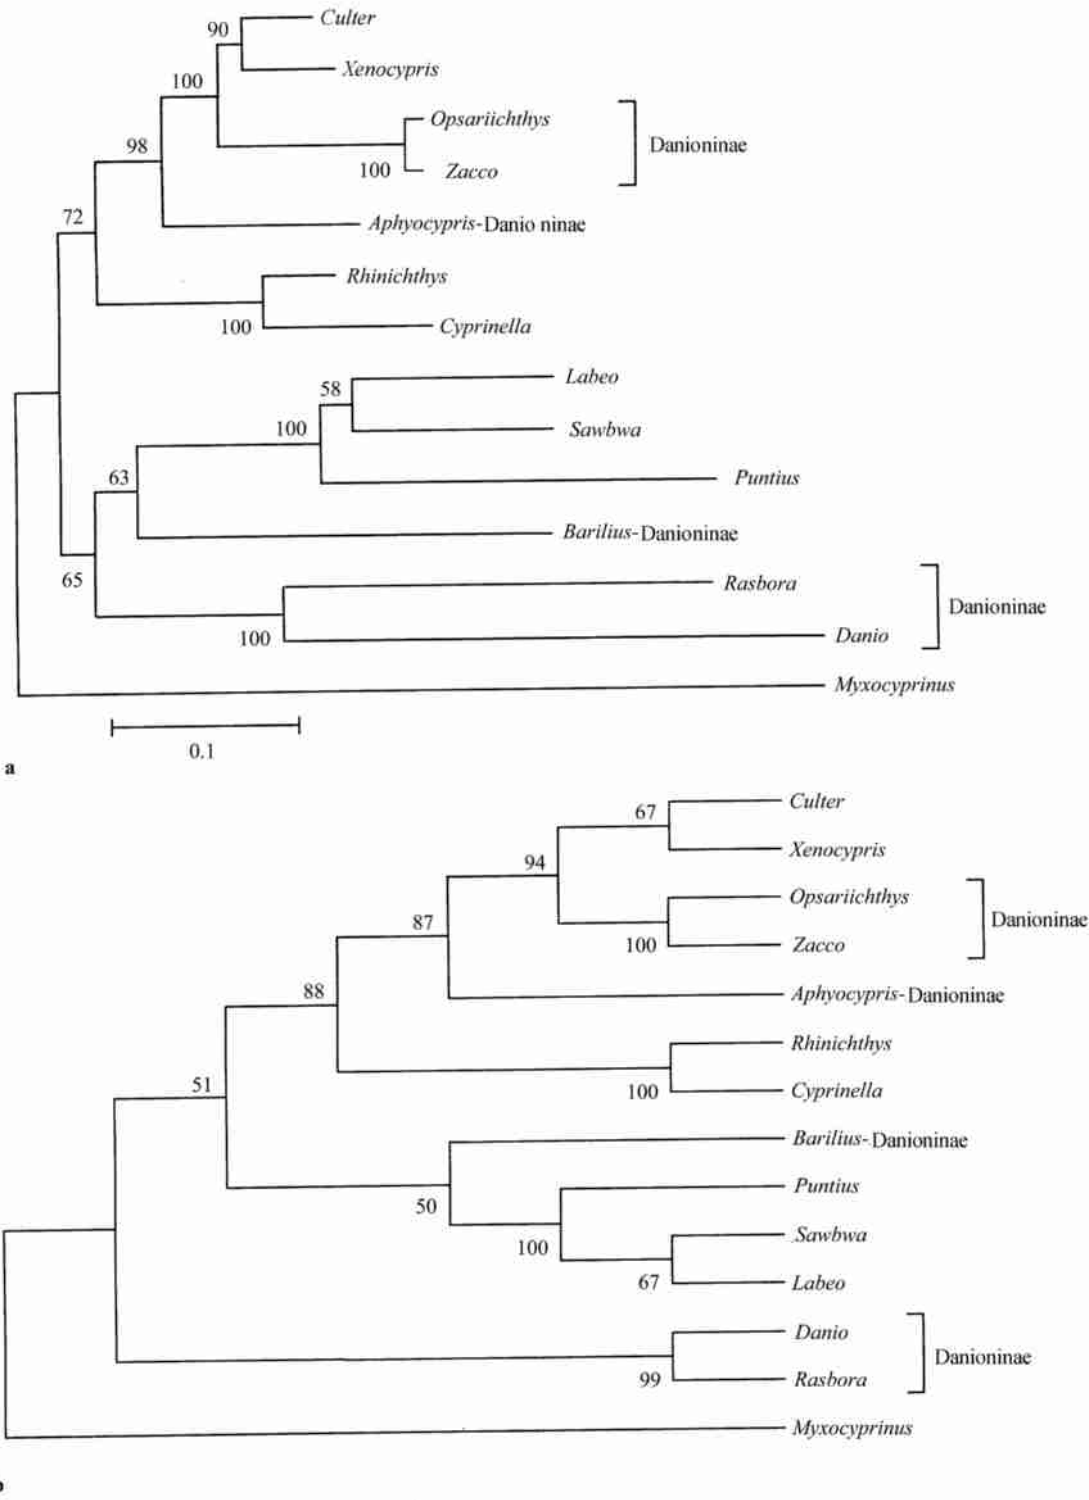 Culter
90
Xenocypris
100
Opsariichthys
Danioninae
98
100
Zacco
72
Aphyocypris-Danio ninae
Rhinichthys
100
Cyprinella
Labeo
58
Sawbwa
100
Puntius
63
Barilius-Danioninae
65
Rasbora
Danioninae
100
Danio
Myxocyprinus
0.1
a
Culter
67
Xenocypris
94
Opsariichthys
Danioninae
87
100
Zacco
88
Aphyocypris-Danioninae
Rhinichthys
51
100
Cyprinella
Barilius-Danioninae
Puntius
50
Sawbwa
100
67
Labeo
Danio
Danioninae
99
Rasbora
Myxocyprinus